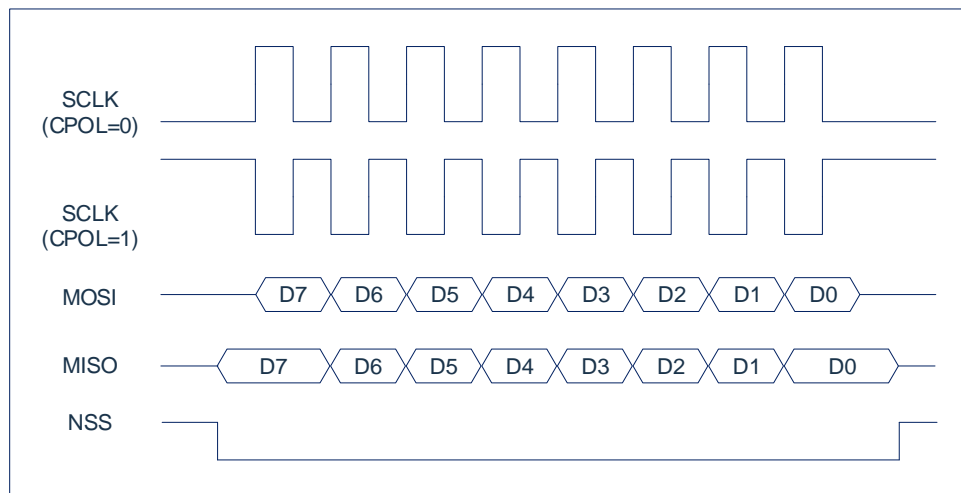 SCLK
(CPOL=0)
SCLK
(CPOL=1)
MOSI D7 D6 D5 D4 D3 D2 D1 D0
MISO D7 D6 D5 D4 D3 D2 D1 D0
NSS